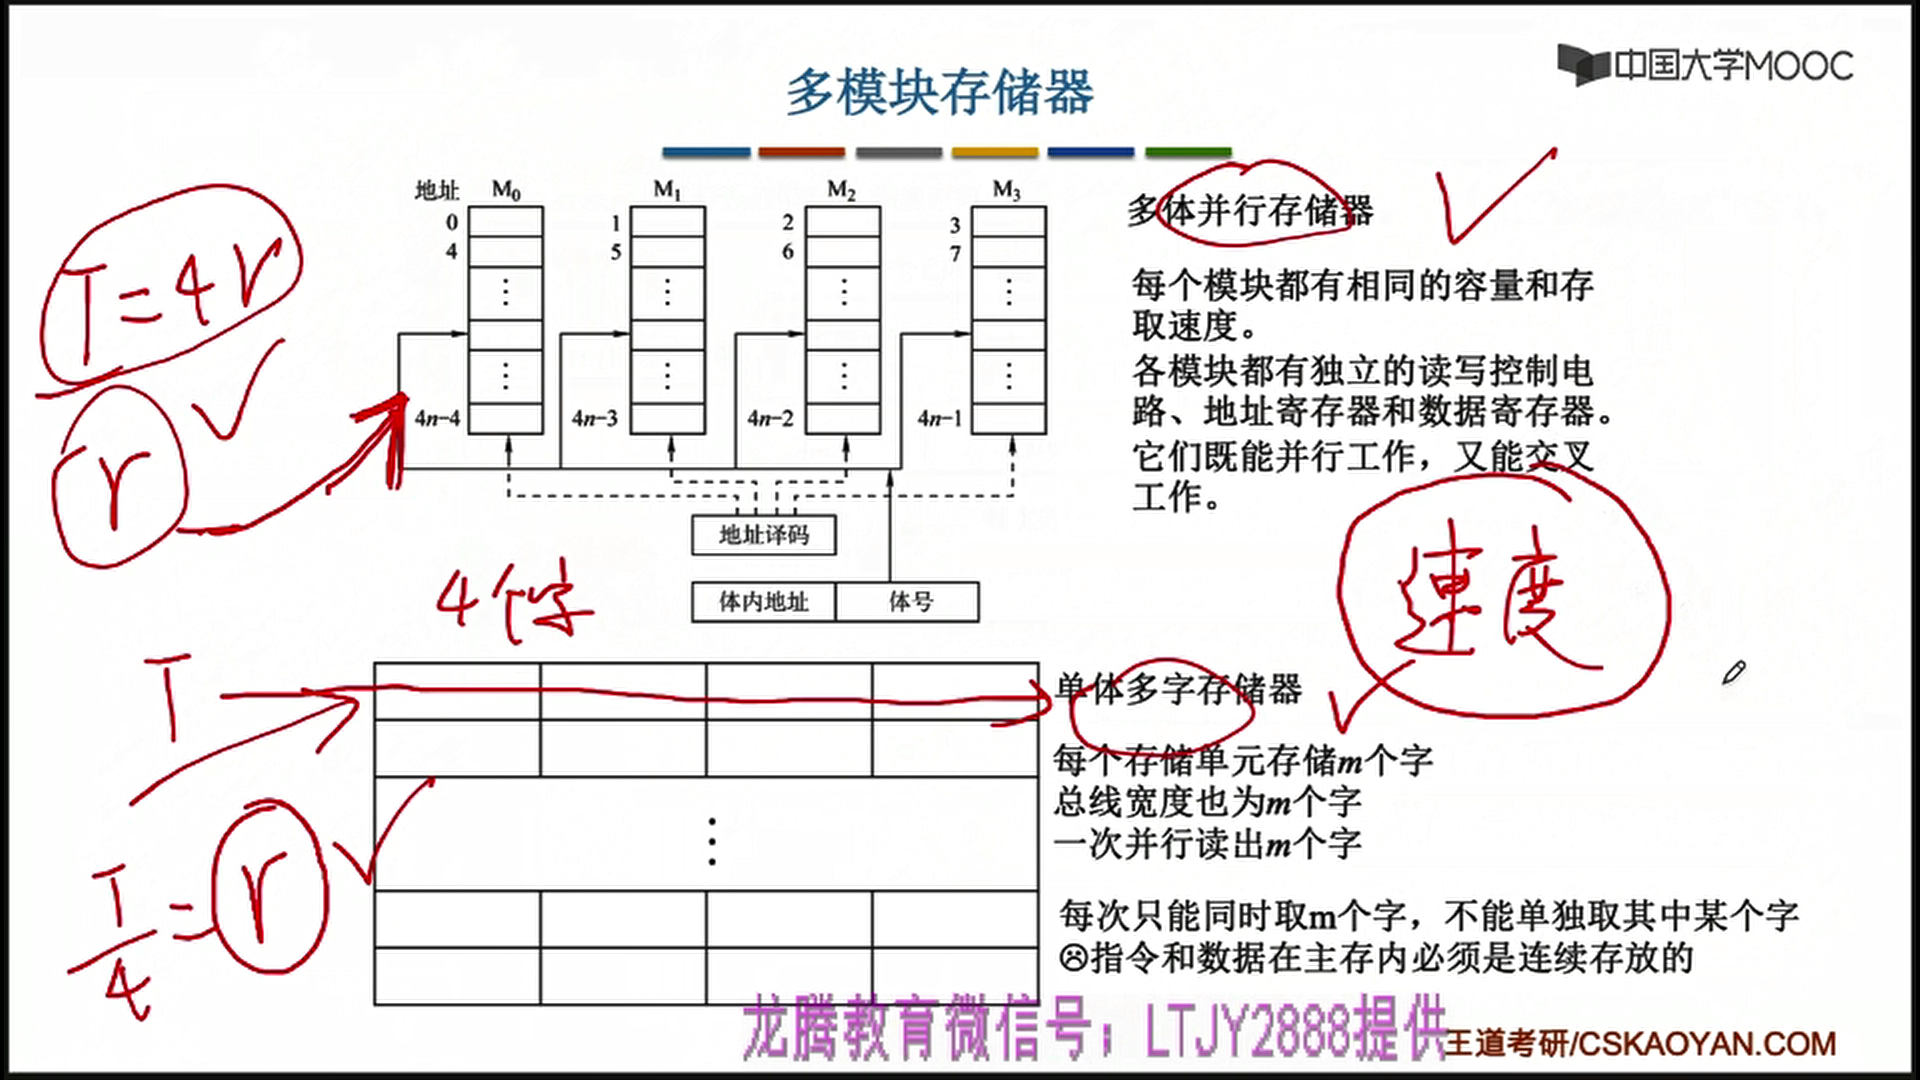 中国大学MOOC
多模块存储器
地址 M0 M1 M2 M3
0 1 2 3
4 5 6 7
⋮ ⋮ ⋮ ⋮
⋮ ⋮ ⋮ ⋮
4n-4 4n-3 4n-2 4n-1
地址译码
体内地址 体号
多体并行存储器
每个模块都有相同的容量和存
取速度。
各模块都有独立的读写控制电
路、地址寄存器和数据寄存器。
它们既能并行工作，又能交叉
工作。
T=4r
r
4个字
速度
T
T/4=r
⋮
单体多字存储器
每个存储单元存储m个字
总线宽度也为m个字
一次并行读出m个字
每次只能同时取m个字，不能单独取其中某个字
☹指令和数据在主存内必须是连续存放的
龙腾教育微信号：LTJY2888提供
王道考研/CSKAOYAN.COM